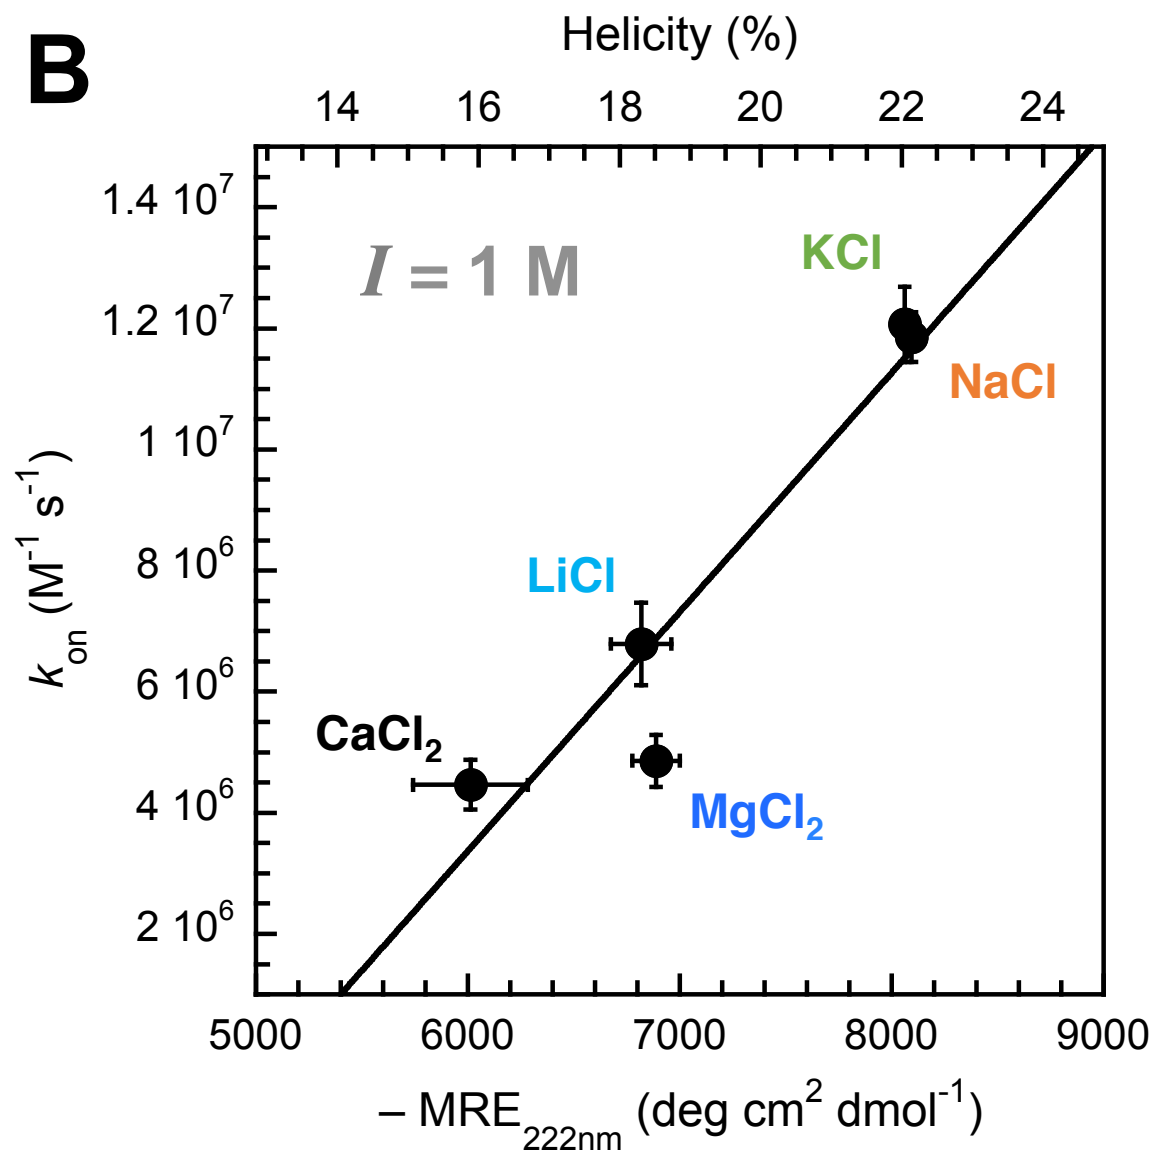 B
Helicity (%)
14 16 18 20 22 24
1.4 10⁷
I = 1 M
KCl
1.2 10⁷
NaCl
1 10⁷
kₒₙ (M⁻¹ s⁻¹)
8 10⁶
LiCl
6 10⁶
CaCl₂
4 10⁶
MgCl₂
2 10⁶
5000 6000 7000 8000 9000
– MRE₂₂₂ₙₘ (deg cm² dmol⁻¹)